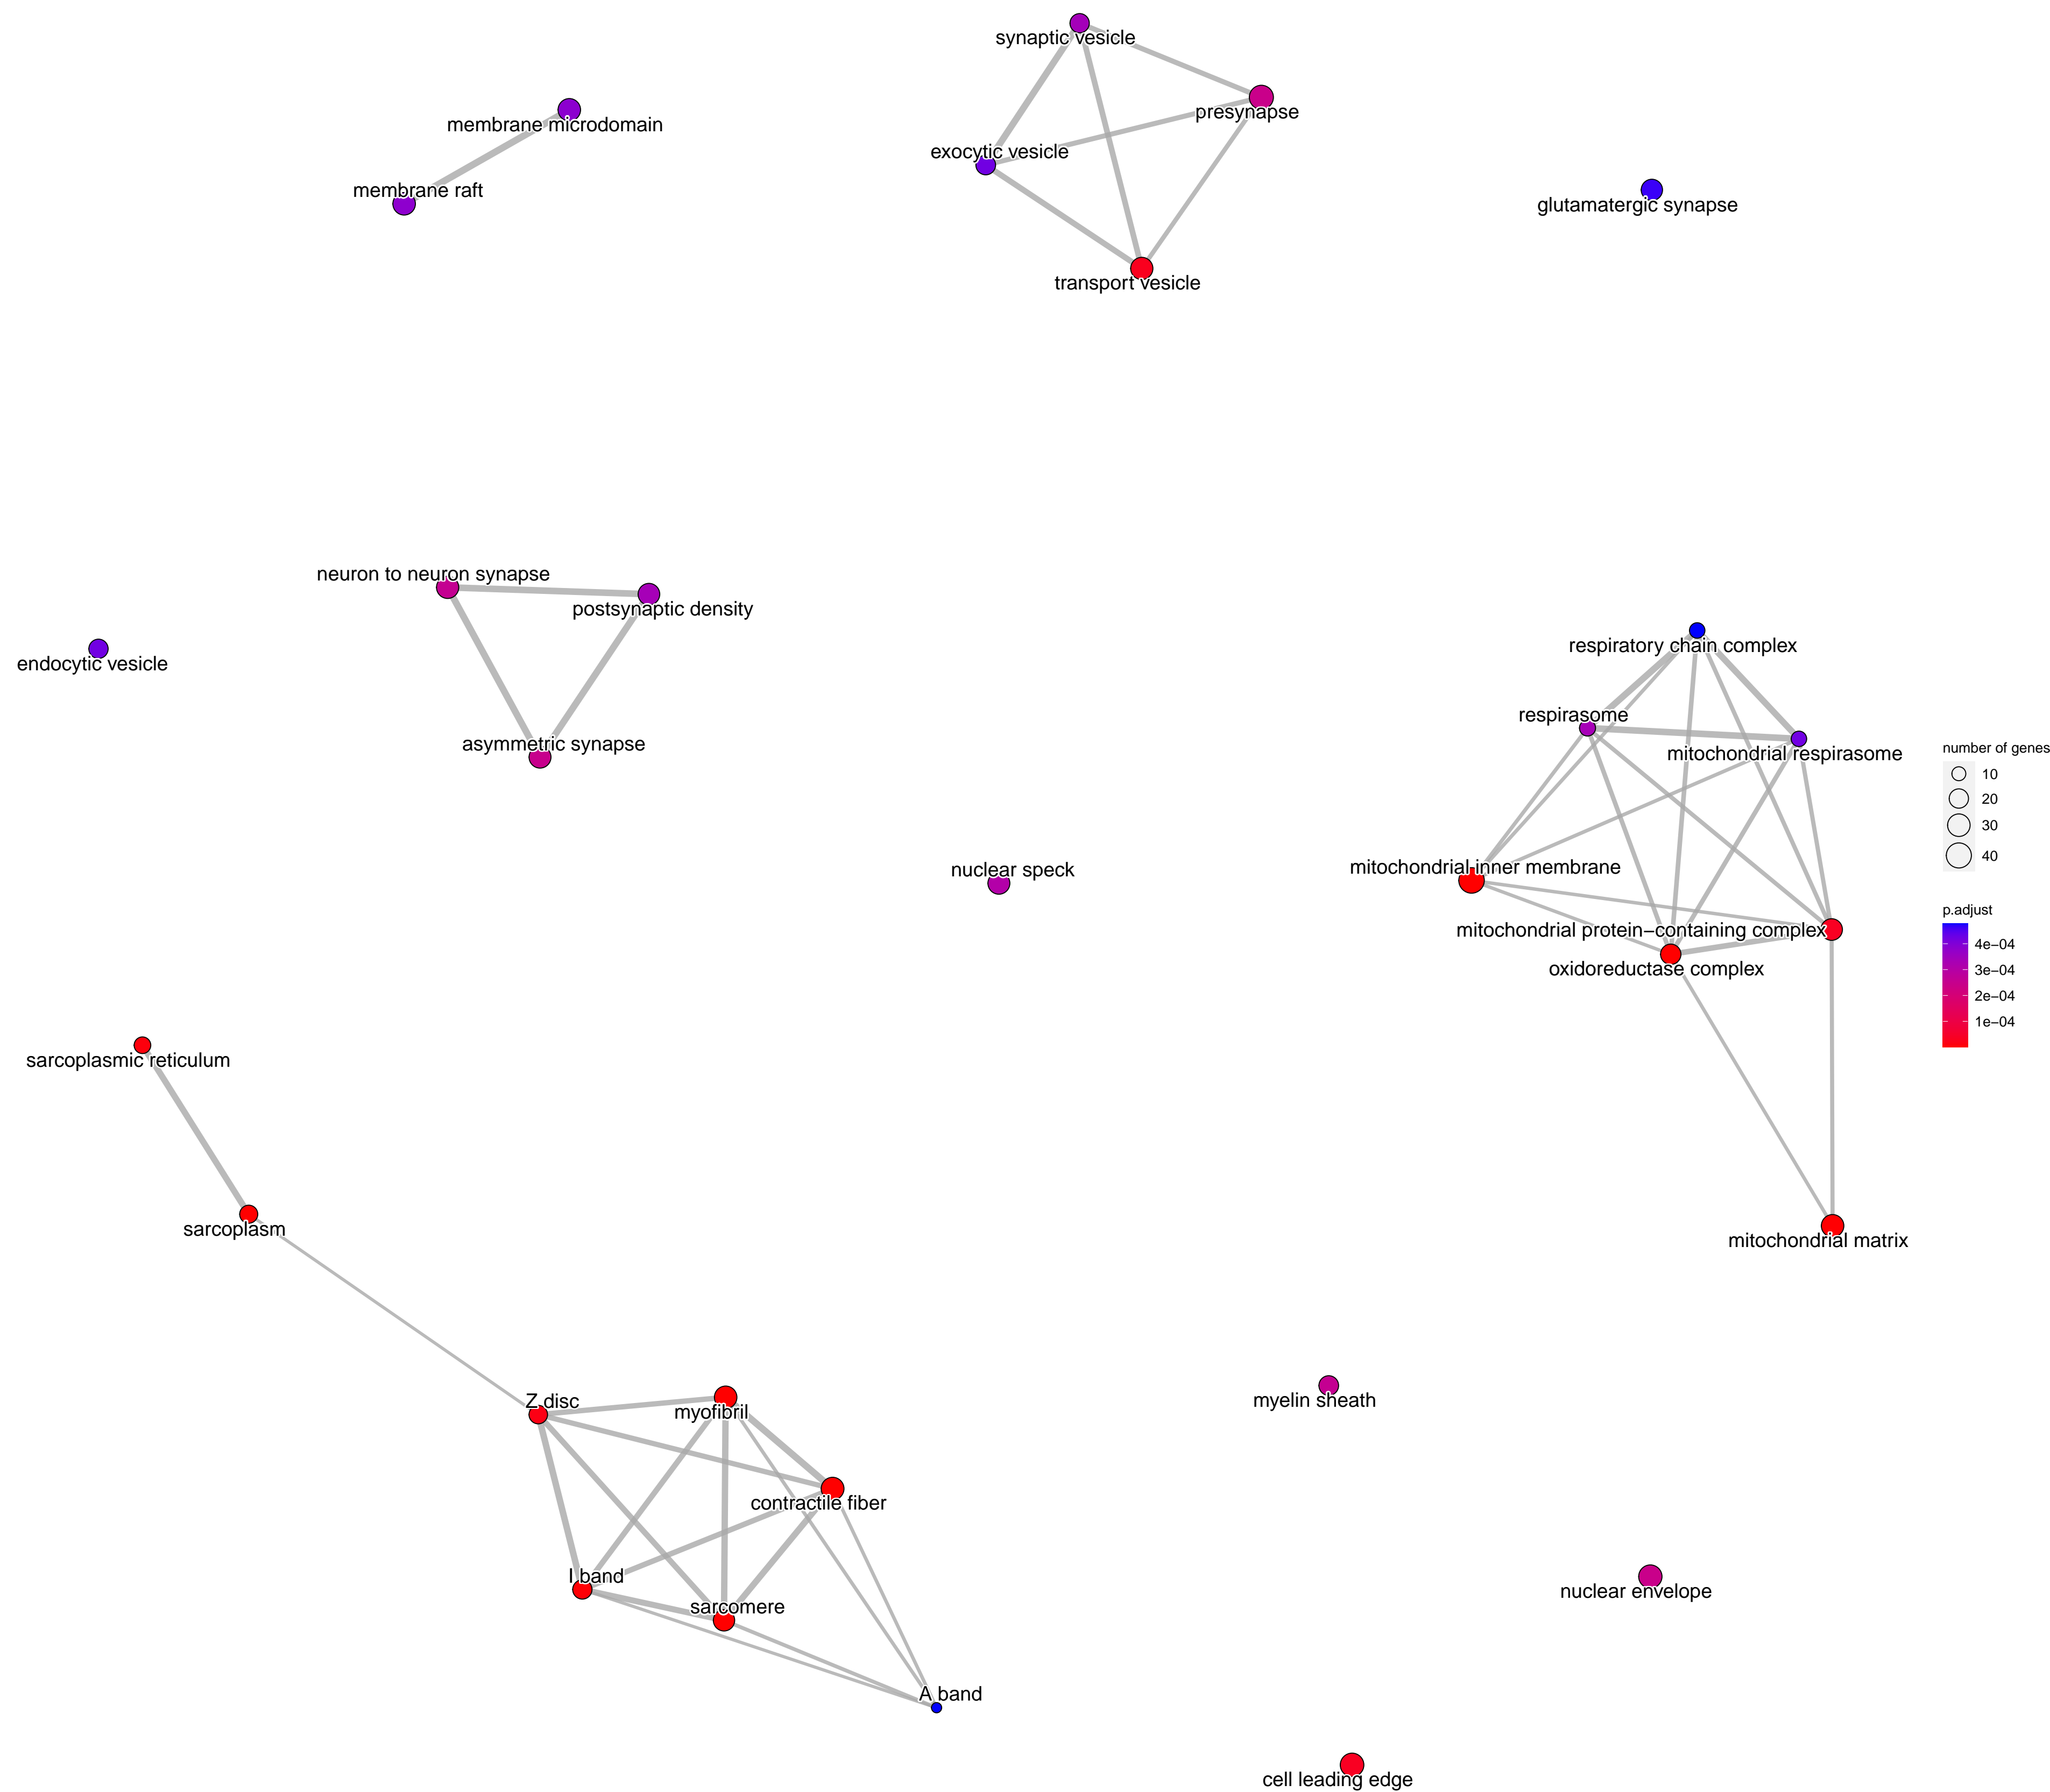 synaptic vesicle
presynapse
membrane microdomain
exocytic vesicle
membrane raft
glutamatergic synapse
transport vesicle
neuron to neuron synapse
postsynaptic density
endocytic vesicle
respiratory chain complex
respirasome
asymmetric synapse
mitochondrial respirasome
number of genes
10
20
30
40
mitochondrial inner membrane
nuclear speck
p.adjust
4e−04
3e−04
2e−04
1e−04
mitochondrial protein−containing complex
oxidoreductase complex
sarcoplasmic reticulum
sarcoplasm
mitochondrial matrix
Z disc
myofibril
myelin sheath
contractile fiber
I band
nuclear envelope
sarcomere
A band
cell leading edge